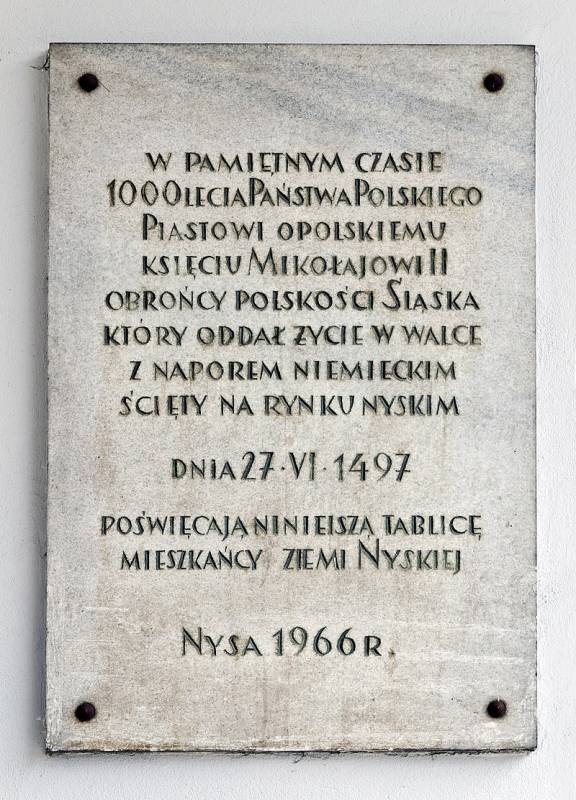 W PAMIĘTNYM CZASIE
1000LECIA PAŃSTWA POLSKIEGO
PIASTOWI OPOLSKIEMU
KSIĘCIU MIKOŁAJOWI II
OBROŃCY POLSKOŚCI ŚLĄSKA
KTÓRY ODDAŁ ŻYCIE W WALCE
Z NAPOREM NIEMIECKIM
ŚCIĘTY NA RYNKU NYSKIM
DNIA 27·VI·1497
POŚWIĘCAJĄ NINIEJSZĄ TABLICĘ
MIESZKAŃCY ZIEMI NYSKIEJ
NYSA 1966 R.